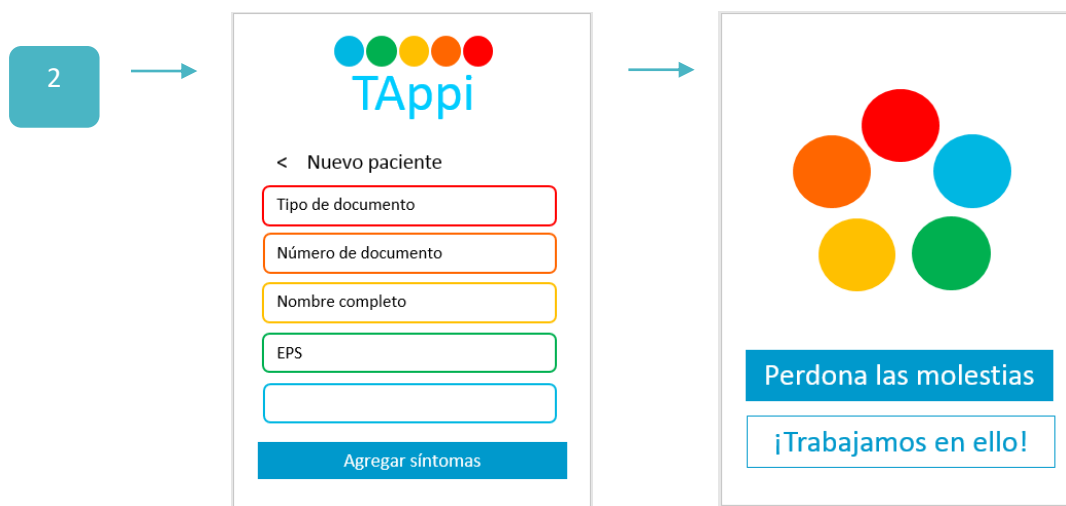 2
TAppi
< Nuevo paciente
Tipo de documento
Número de documento
Nombre completo
EPS
Agregar síntomas
Perdona las molestias
¡Trabajamos en ello!